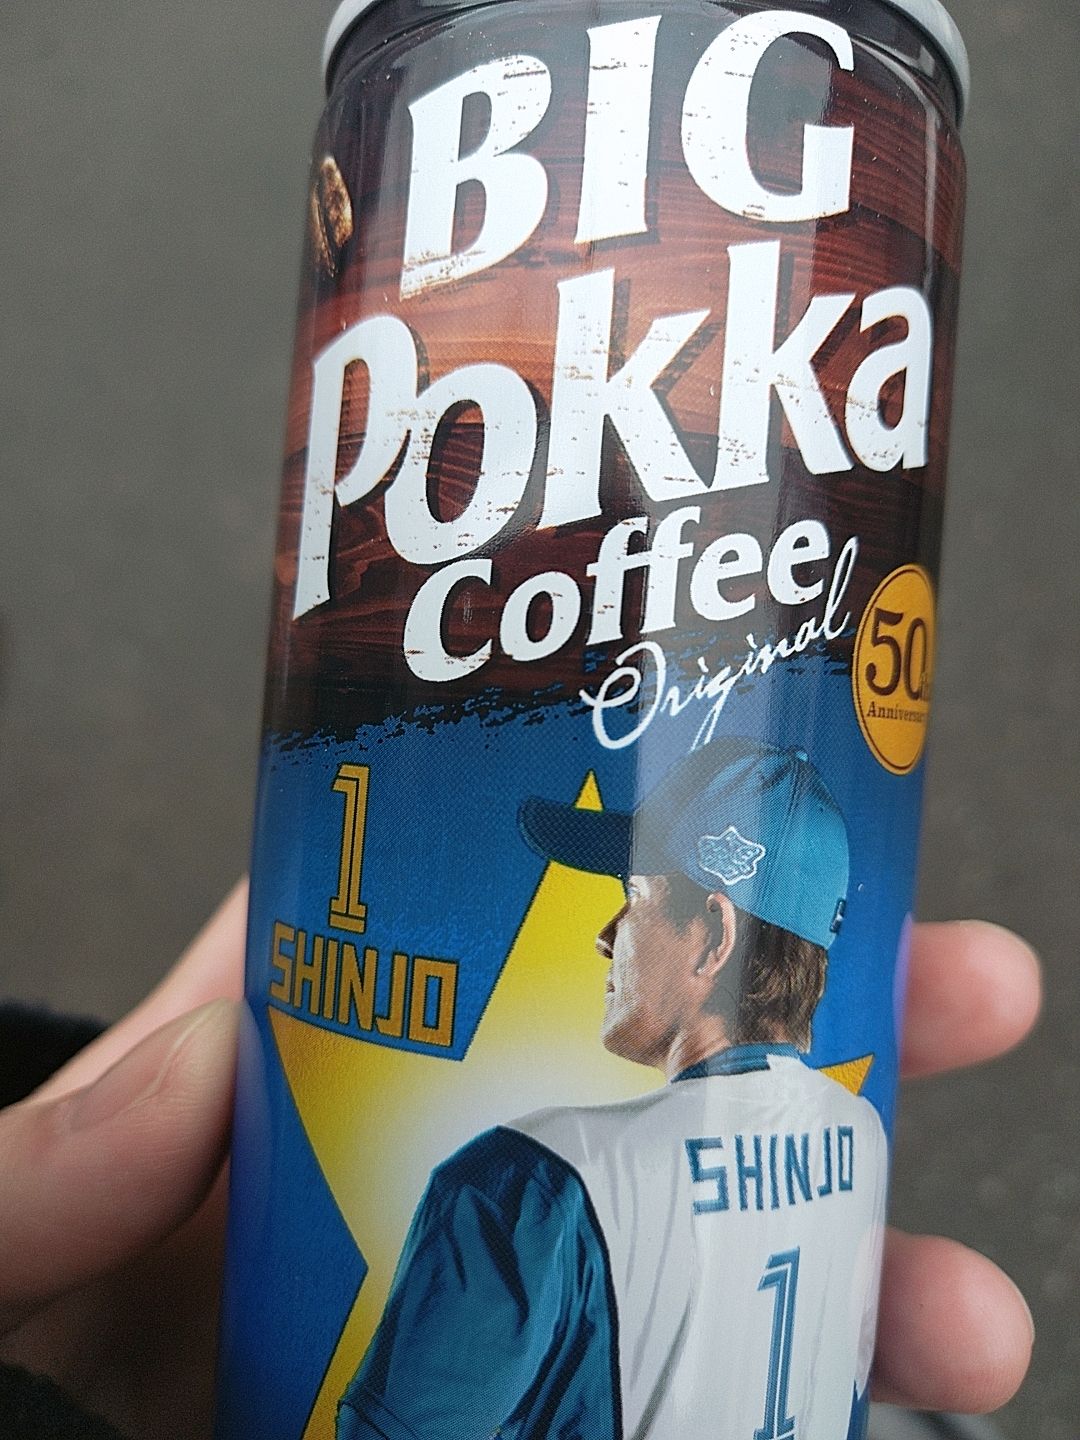 BIG
Pokka
Coffee
Original
50th
Anniversary
1
SHINJO
SHINJO
1